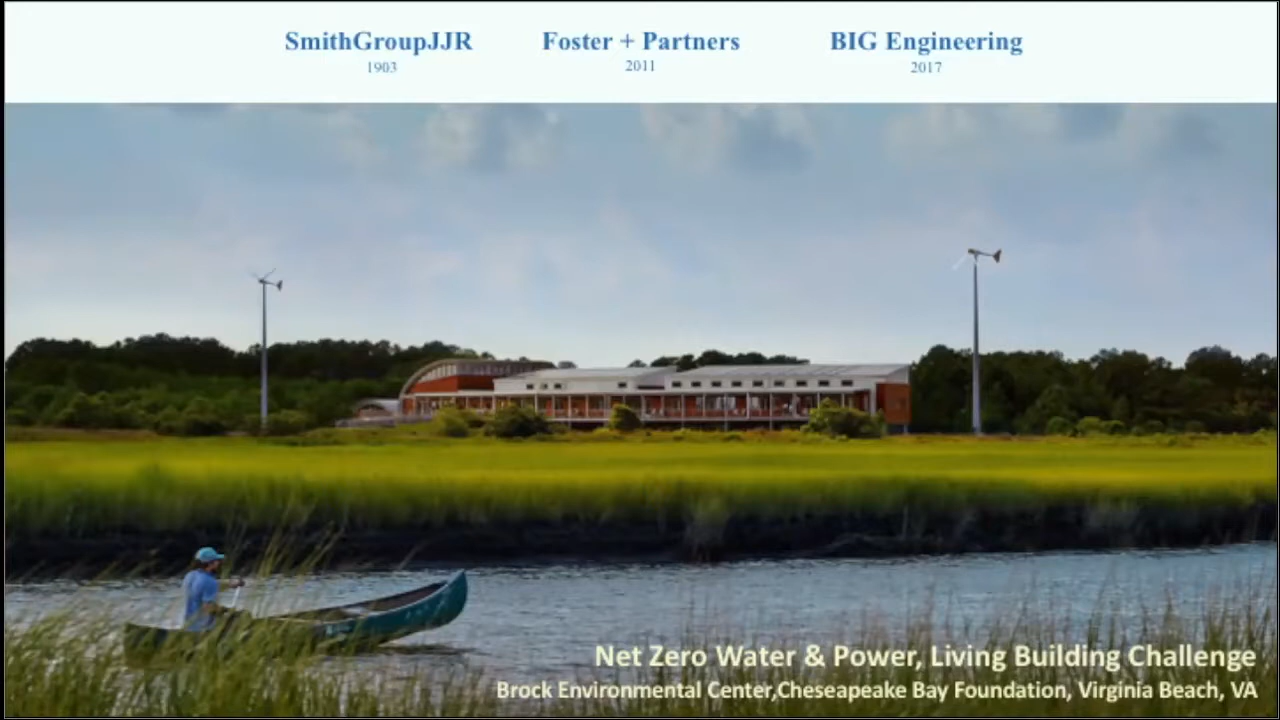 SmithGroupJJR Foster + Partners BIG Engineering
1903 2011 2017
Net Zero Water & Power, Living Building Challenge
Brock Environmental Center,Cheseapeake Bay Foundation, Virginia Beach, VA